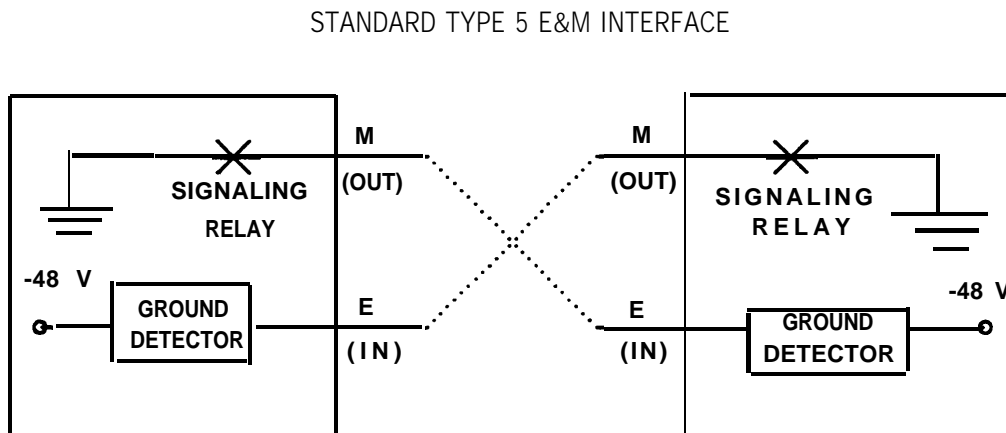 STANDARD TYPE 5 E&M INTERFACE
M
(OUT)
SIGNALING
RELAY
-48 V
GROUND
DETECTOR
E
(IN)
M
(OUT)
SIGNALING
RELAY
E
(IN)
GROUND
DETECTOR
-48 V